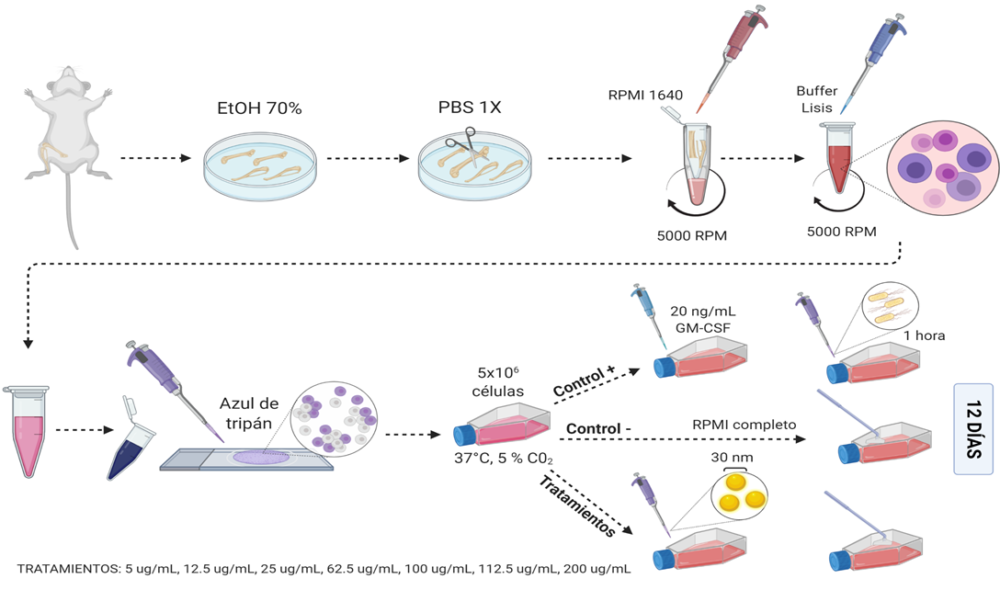 EtOH 70%
PBS 1X
RPMI 1640
5000 RPM
Buffer
Lisis
5000 RPM
Azul de
tripán
5x10⁶
células
37°C, 5 % C0₂
Control +
20 ng/mL
GM-CSF
1 hora
Control -
RPMI completo
Tratamientos
30 nm
12 DÍAS
TRATAMIENTOS: 5 ug/mL, 12.5 ug/mL, 25 ug/mL, 62.5 ug/mL, 100 ug/mL, 112.5 ug/mL, 200 ug/mL